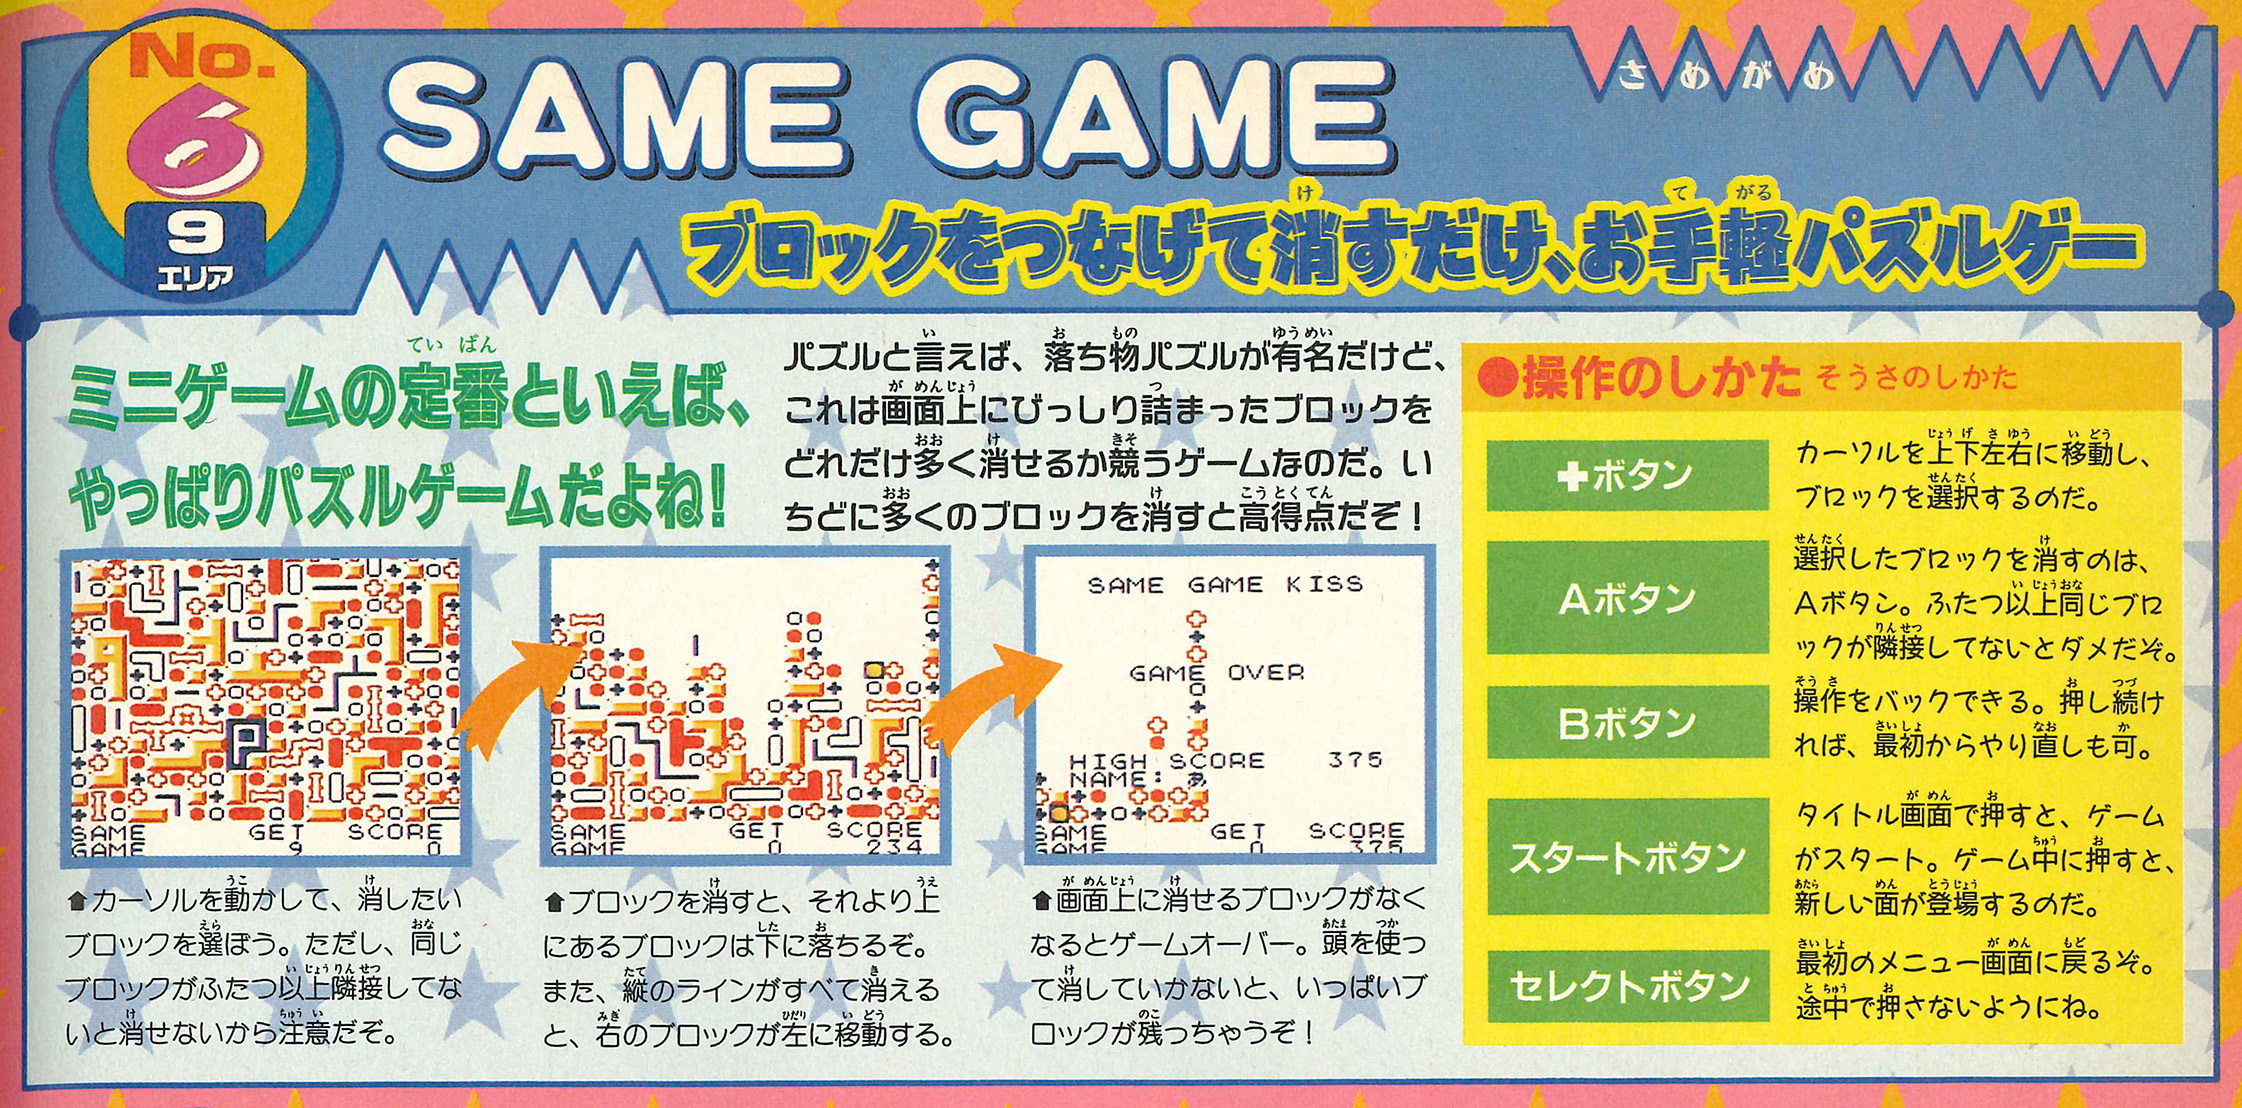 No.
6
9
エリア
SAME GAME
さめがめ
ブロックをつなげて消すだけ、お手軽パズルゲー
ミニゲームの定番といえば、
やっぱりパズルゲームだよね!
パズルと言えば、落ち物パズルが有名だけど、
これは画面上にびっしり詰まったブロックを
どれだけ多く消せるか競うゲームなのだ。い
ちどに多くのブロックを消すと高得点だぞ!
SAME GET SCORE
GAME 9 0
SAME GET SCORE
GAME 0 234
SAME GAME KISS
GAME OVER
HIGH SCORE 375
NAME: あ
SAME GET SCORE
GAME 0 375
⬆カーソルを動かして、消したい
ブロックを選ぼう。ただし、同じ
ブロックがふたつ以上隣接してな
いと消せないから注意だぞ。
⬆ブロックを消すと、それより上
にあるブロックは下に落ちるぞ。
また、縦のラインがすべて消える
と、右のブロックが左に移動する。
⬆画面上に消せるブロックがなく
なるとゲームオーバー。頭を使っ
て消していかないと、いっぱいブ
ロックが残っちゃうぞ!
●操作のしかた そうさのしかた
✚ボタン
カーソルを上下左右に移動し、
ブロックを選択するのだ。
Aボタン
選択したブロックを消すのは、
Aボタン。ふたつ以上同じブロ
ックが隣接してないとダメだぞ。
Bボタン
操作をバックできる。押し続け
れば、最初からやり直しも可。
スタートボタン
タイトル画面で押すと、ゲーム
がスタート。ゲーム中に押すと、
新しい面が登場するのだ。
セレクトボタン
最初のメニュー画面に戻るぞ。
途中で押さないようにね。